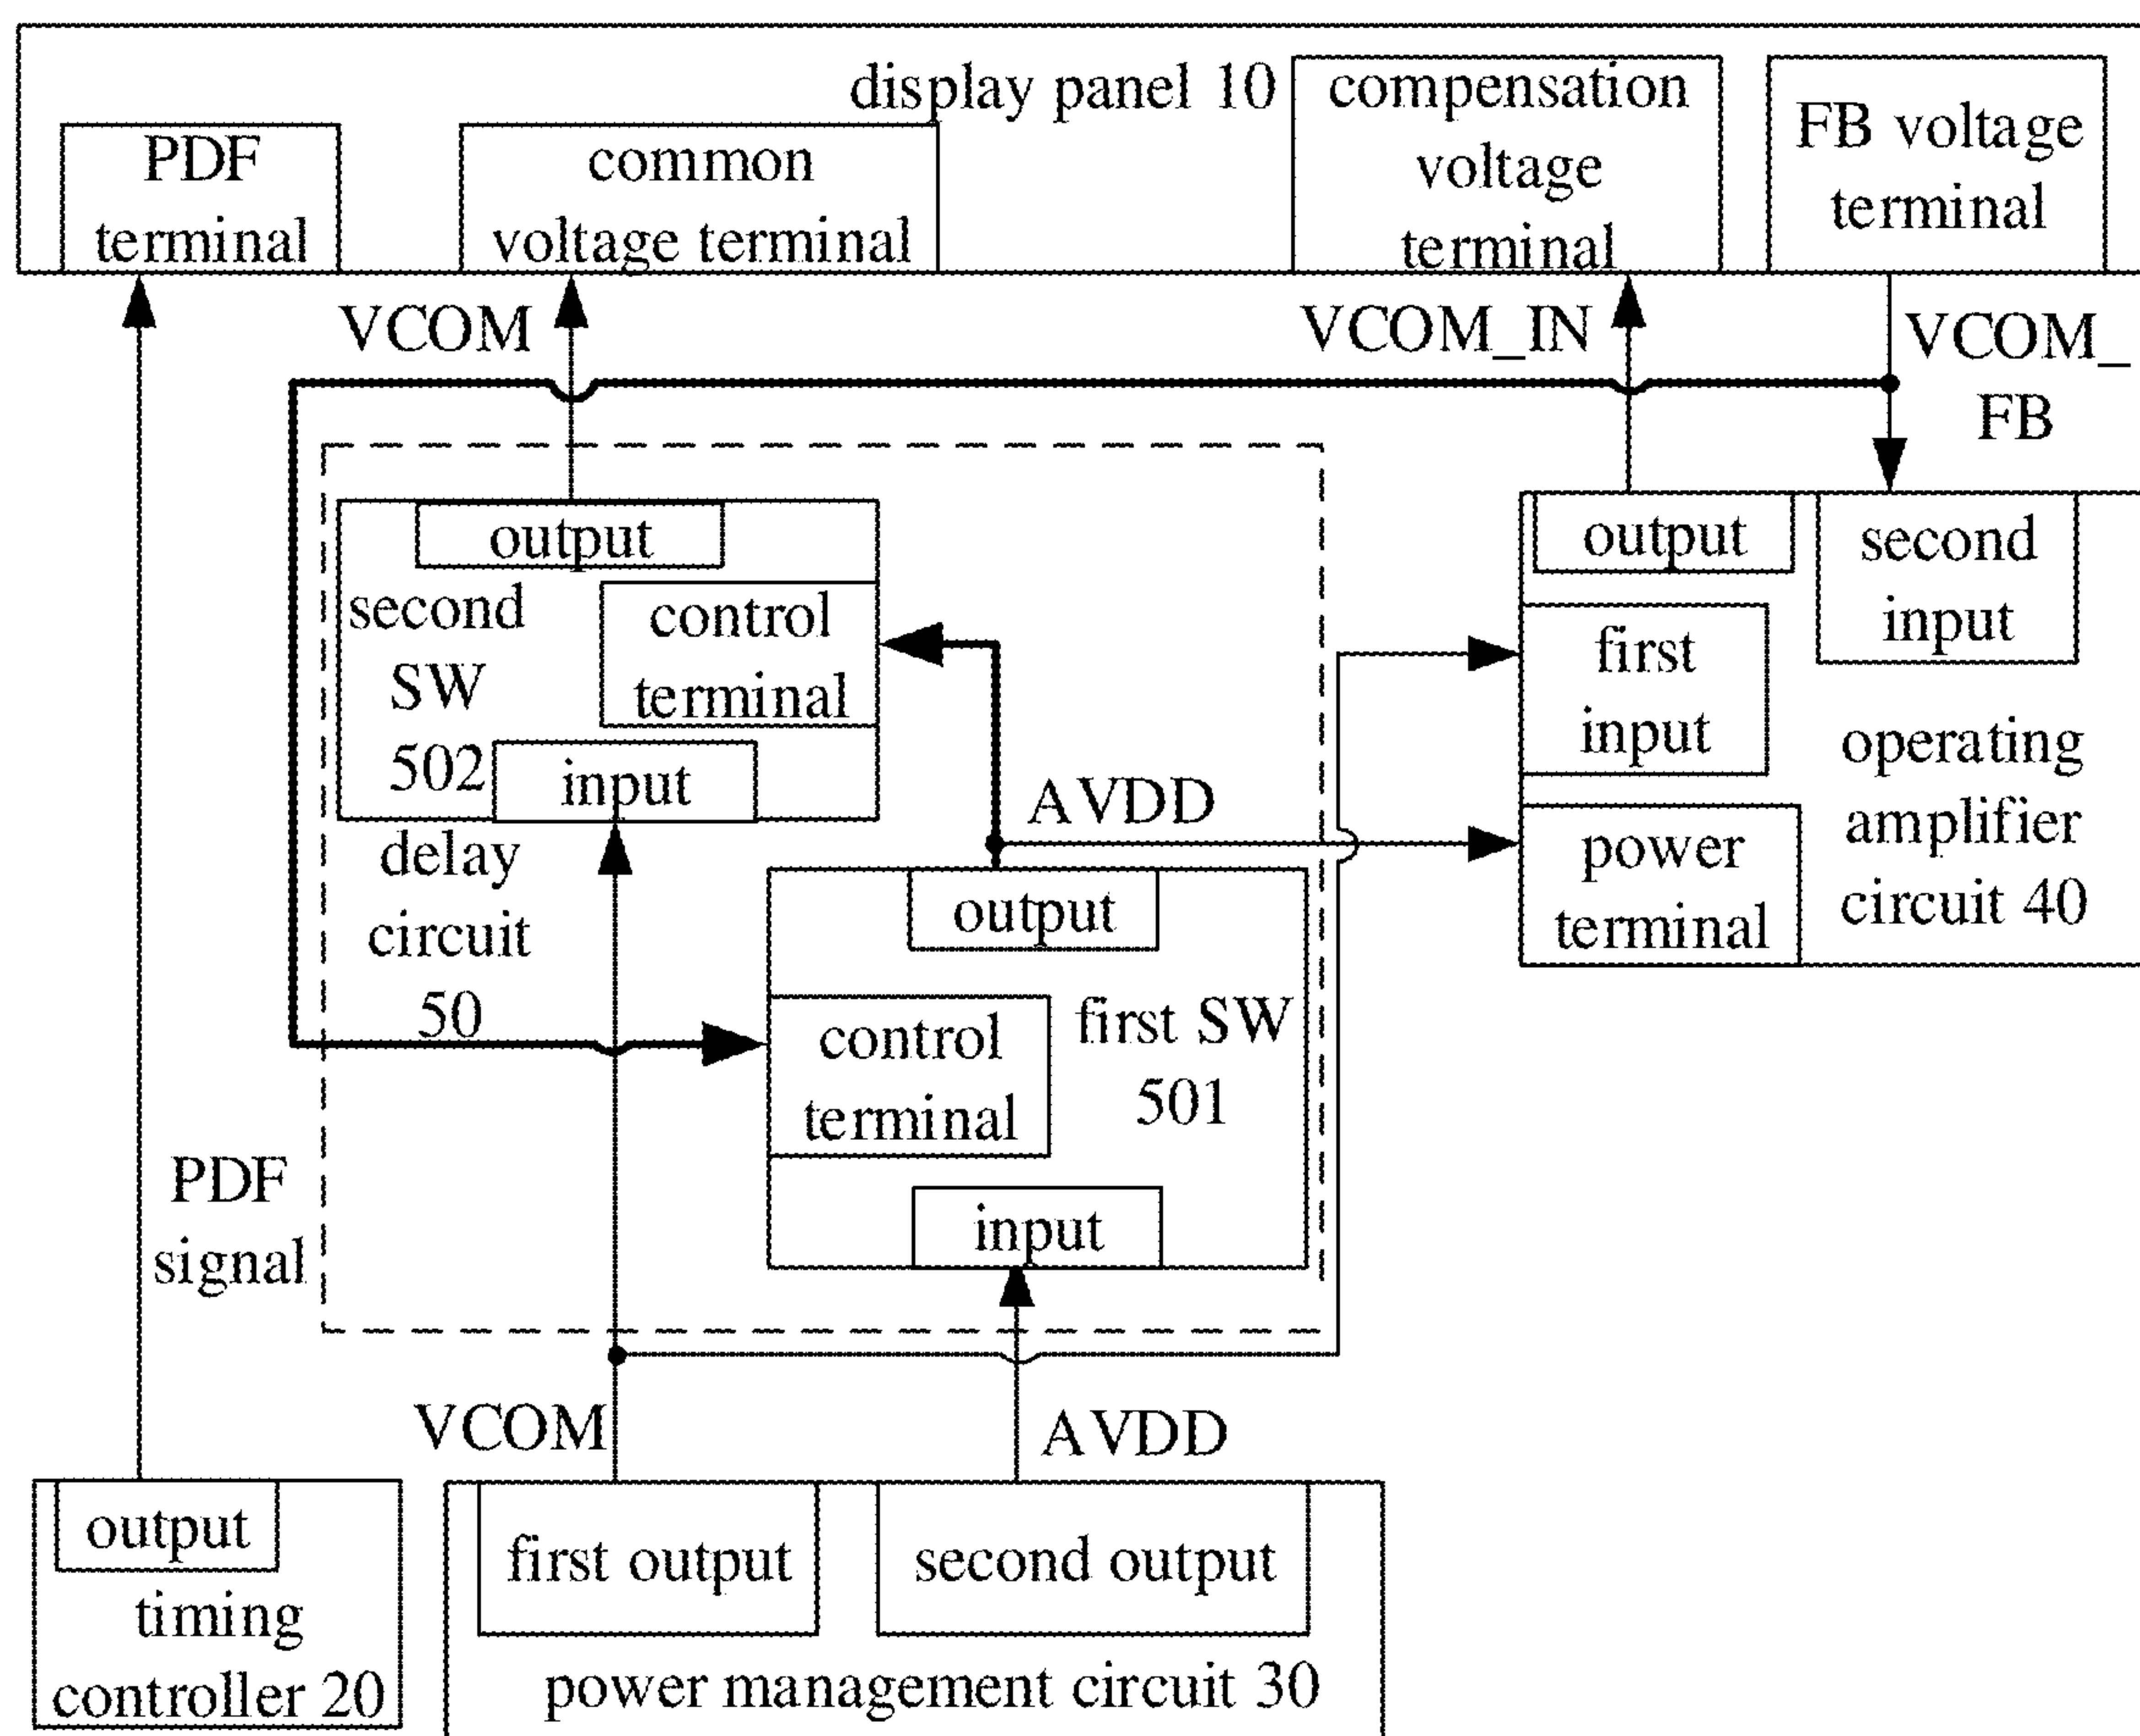 display panel 10
PDF
terminal
common
voltage terminal
compensation
voltage
terminal
FB voltage
terminal
VCOM
VCOM_IN
VCOM_
FB
output
second
SW
502
control
terminal
input
output
second
input
first
input
power
terminal
operating
amplifier
circuit 40
AVDD
delay
circuit
50
output
control
terminal
first SW
501
input
PDF
signal
VCOM
AVDD
output
timing
controller 20
first output
second output
power management circuit 30